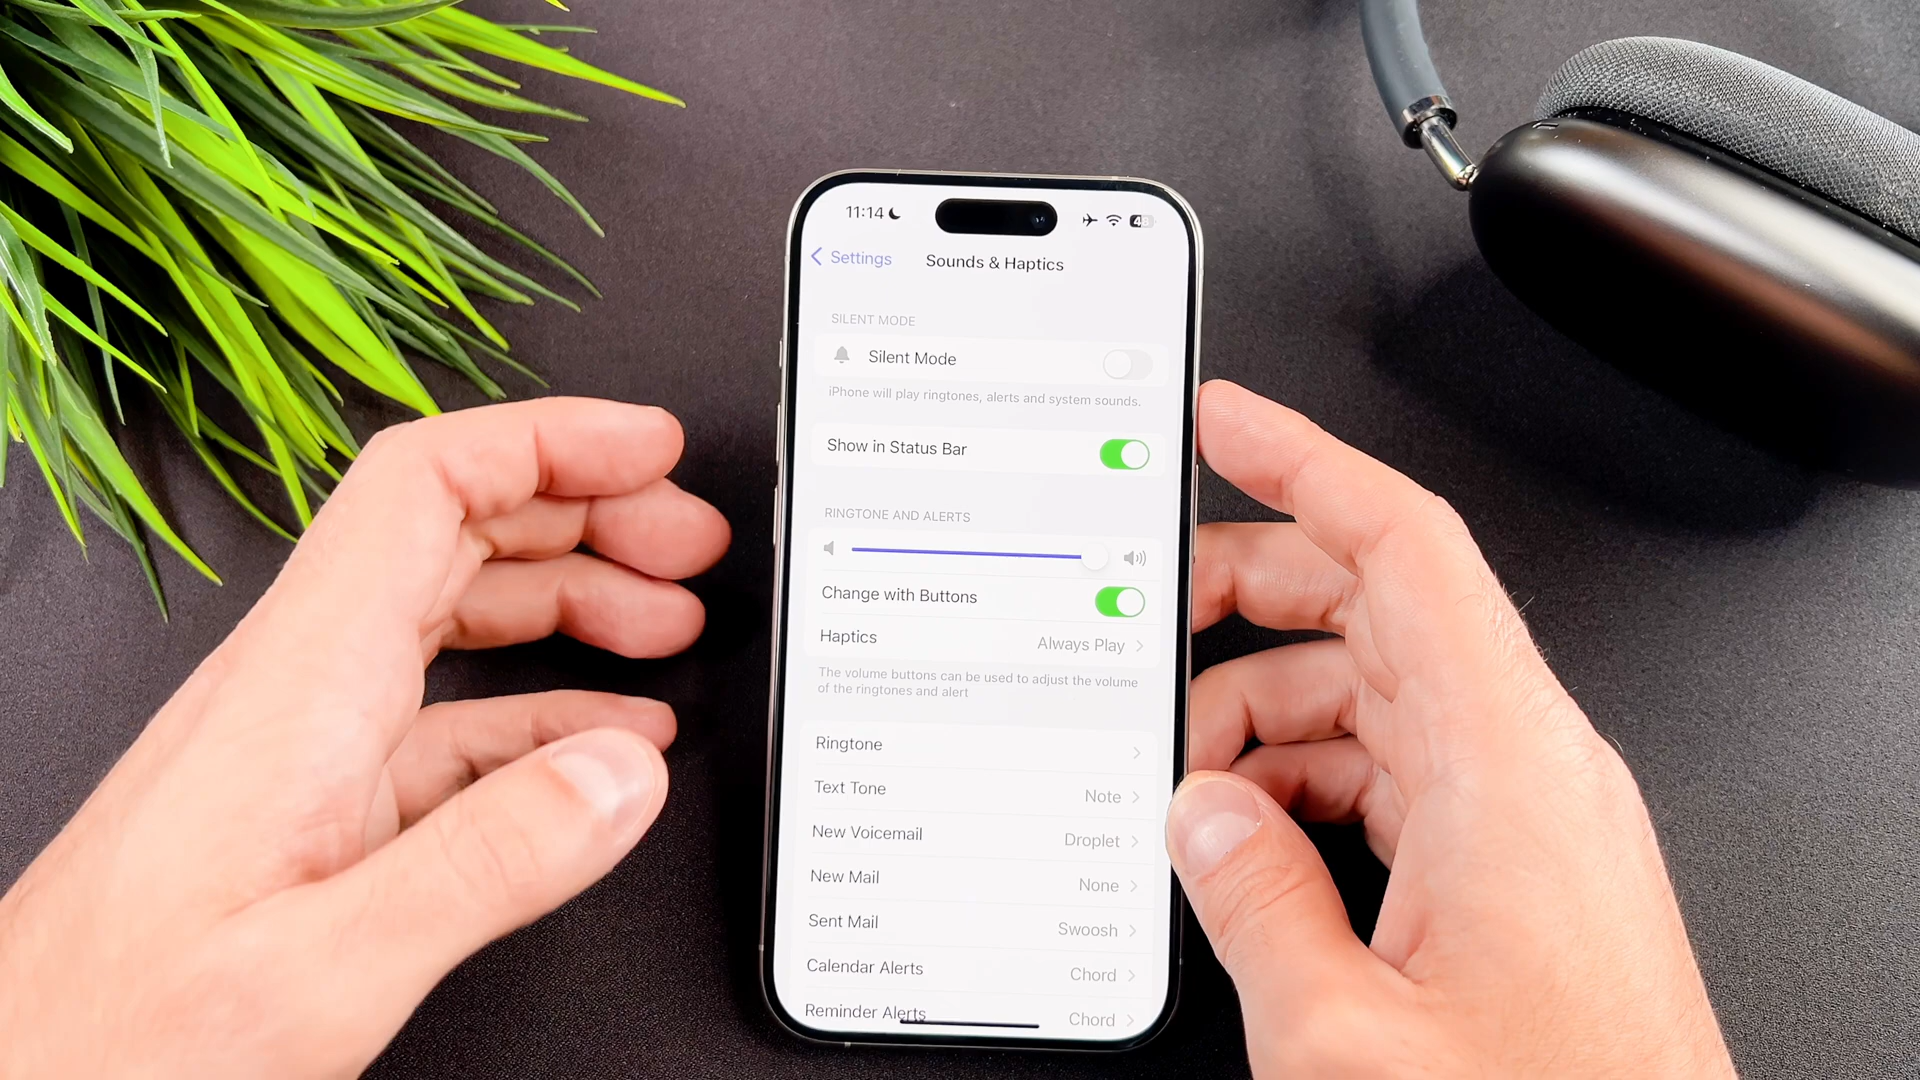 11:14
48
Settings
Sounds & Haptics
SILENT MODE
Silent Mode
iPhone will play ringtones, alerts and system sounds.
Show in Status Bar
RINGTONE AND ALERTS
Change with Buttons
Haptics Always Play
The volume buttons can be used to adjust the volume
of the ringtones and alert
Ringtone
Text Tone Note
New Voicemail Droplet
New Mail None
Sent Mail Swoosh
Calendar Alerts Chord
Reminder Alerts Chord